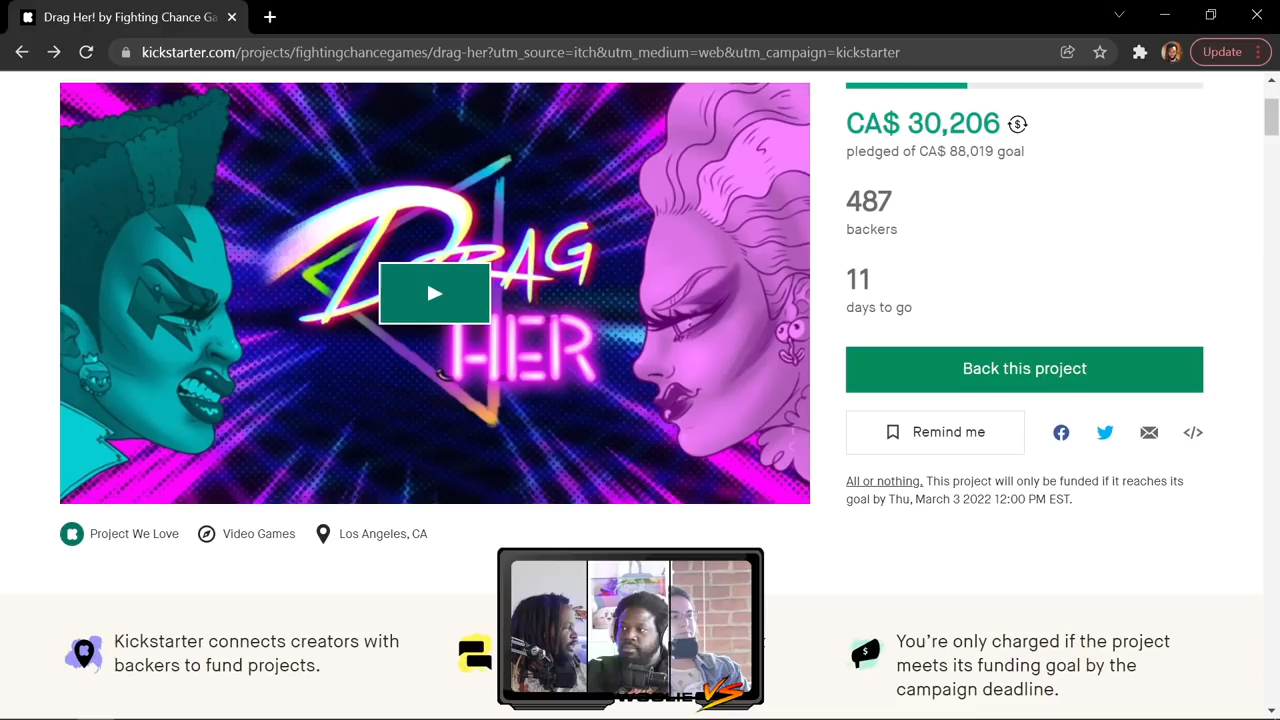 Drag Her! by Fighting Chance Ga
kickstarter.com/projects/fightingchancegames/drag-her?utm_source=itch&utm_medium=web&utm_campaign=kickstarter
Update
DRAG
HER
CA$ 30,206
pledged of CA$ 88,019 goal
487
backers
11
days to go
Back this project
Remind me
All or nothing. This project will only be funded if it reaches its
goal by Thu, March 3 2022 12:00 PM EST.
Project We Love
Video Games
Los Angeles, CA
Kickstarter connects creators with
backers to fund projects.
You’re only charged if the project
meets its funding goal by the
campaign deadline.
VS